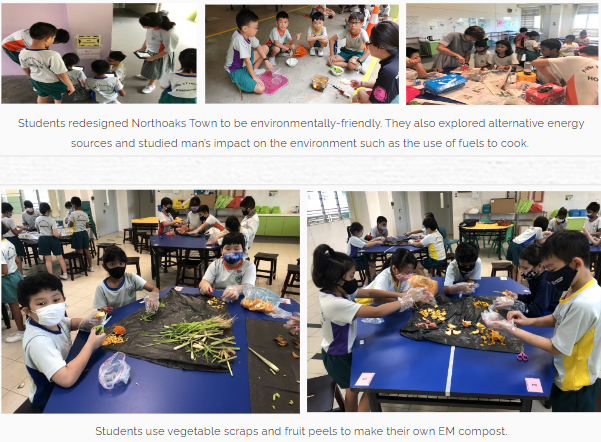 Students redesigned Northoaks Town to be environmentally-friendly. They also explored alternative energy
sources and studied man's impact on the environment such as the use of fuels to cook.
Students use vegetable scraps and fruit peels to make their own EM compost.